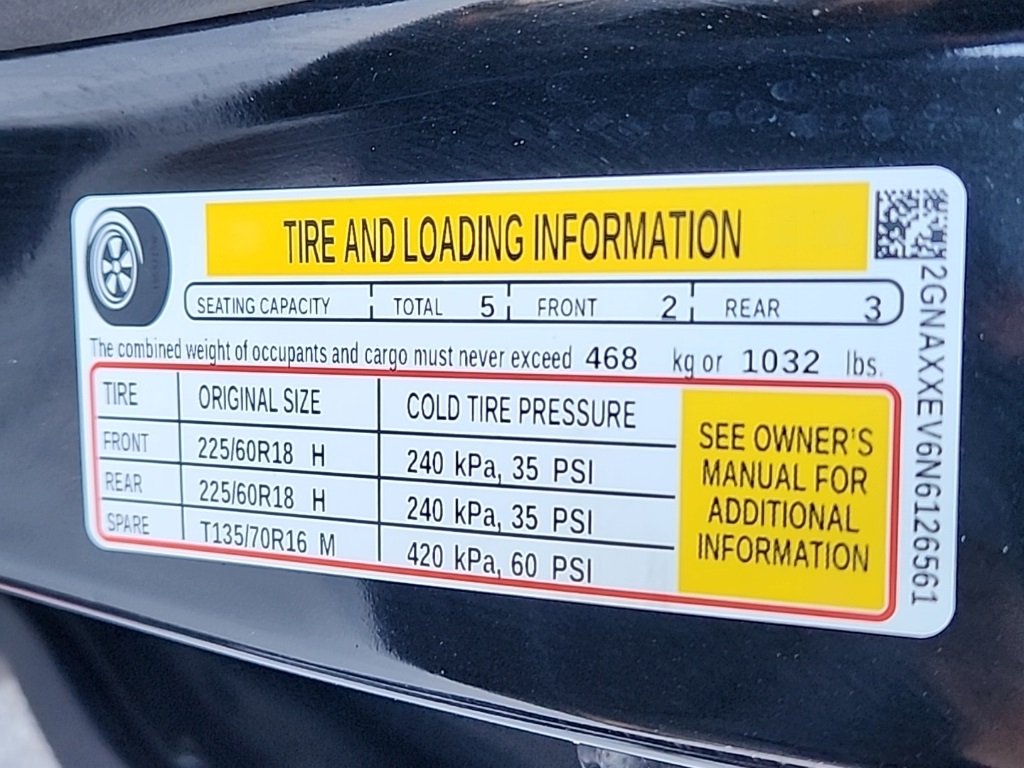 TIRE AND LOADING INFORMATION
SEATING CAPACITY TOTAL 5 FRONT 2 REAR 3
The combined weight of occupants and cargo must never exceed 468 kg or 1032 lbs.
TIRE ORIGINAL SIZE COLD TIRE PRESSURE
FRONT 225/60R18 H 240 kPa, 35 PSI
REAR 225/60R18 H 240 kPa, 35 PSI
SPARE T135/70R16 M 420 kPa, 60 PSI
SEE OWNER'S
MANUAL FOR
ADDITIONAL
INFORMATION
2GNAXXEV6N6126561